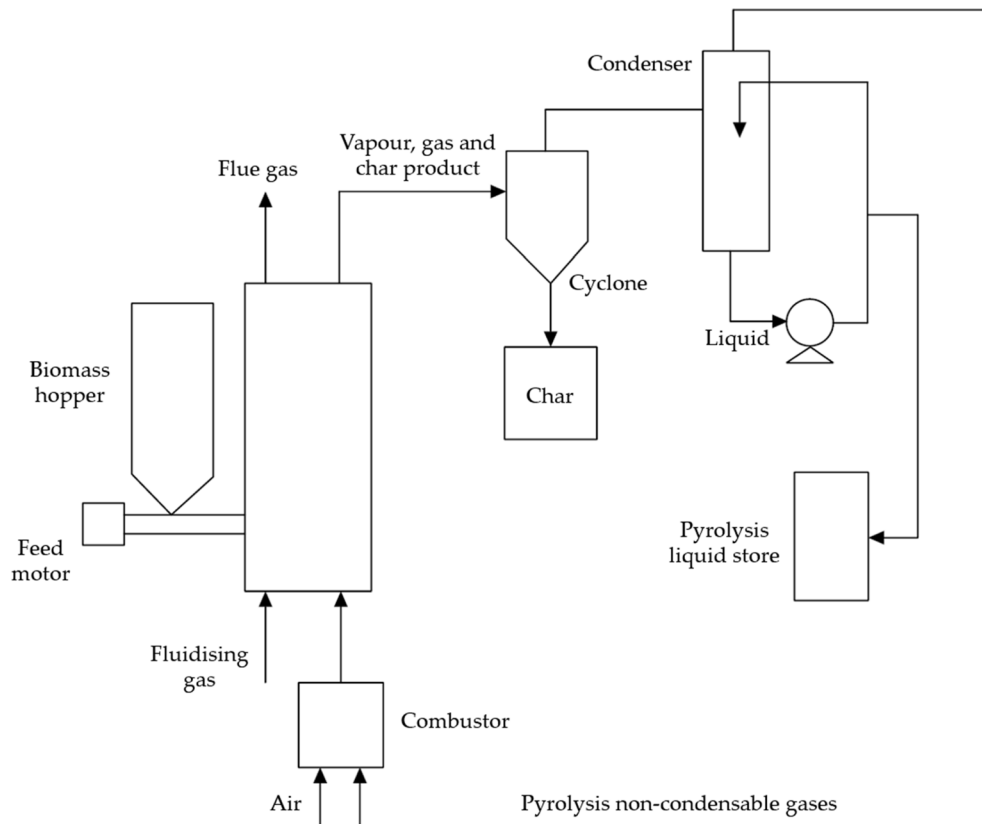 Condenser
Vapour, gas and
char product
Flue gas
Cyclone
Liquid
Biomass
hopper
Char
Pyrolysis
liquid store
Feed
motor
Fluidising
gas
Combustor
Air
Pyrolysis non-condensable gases